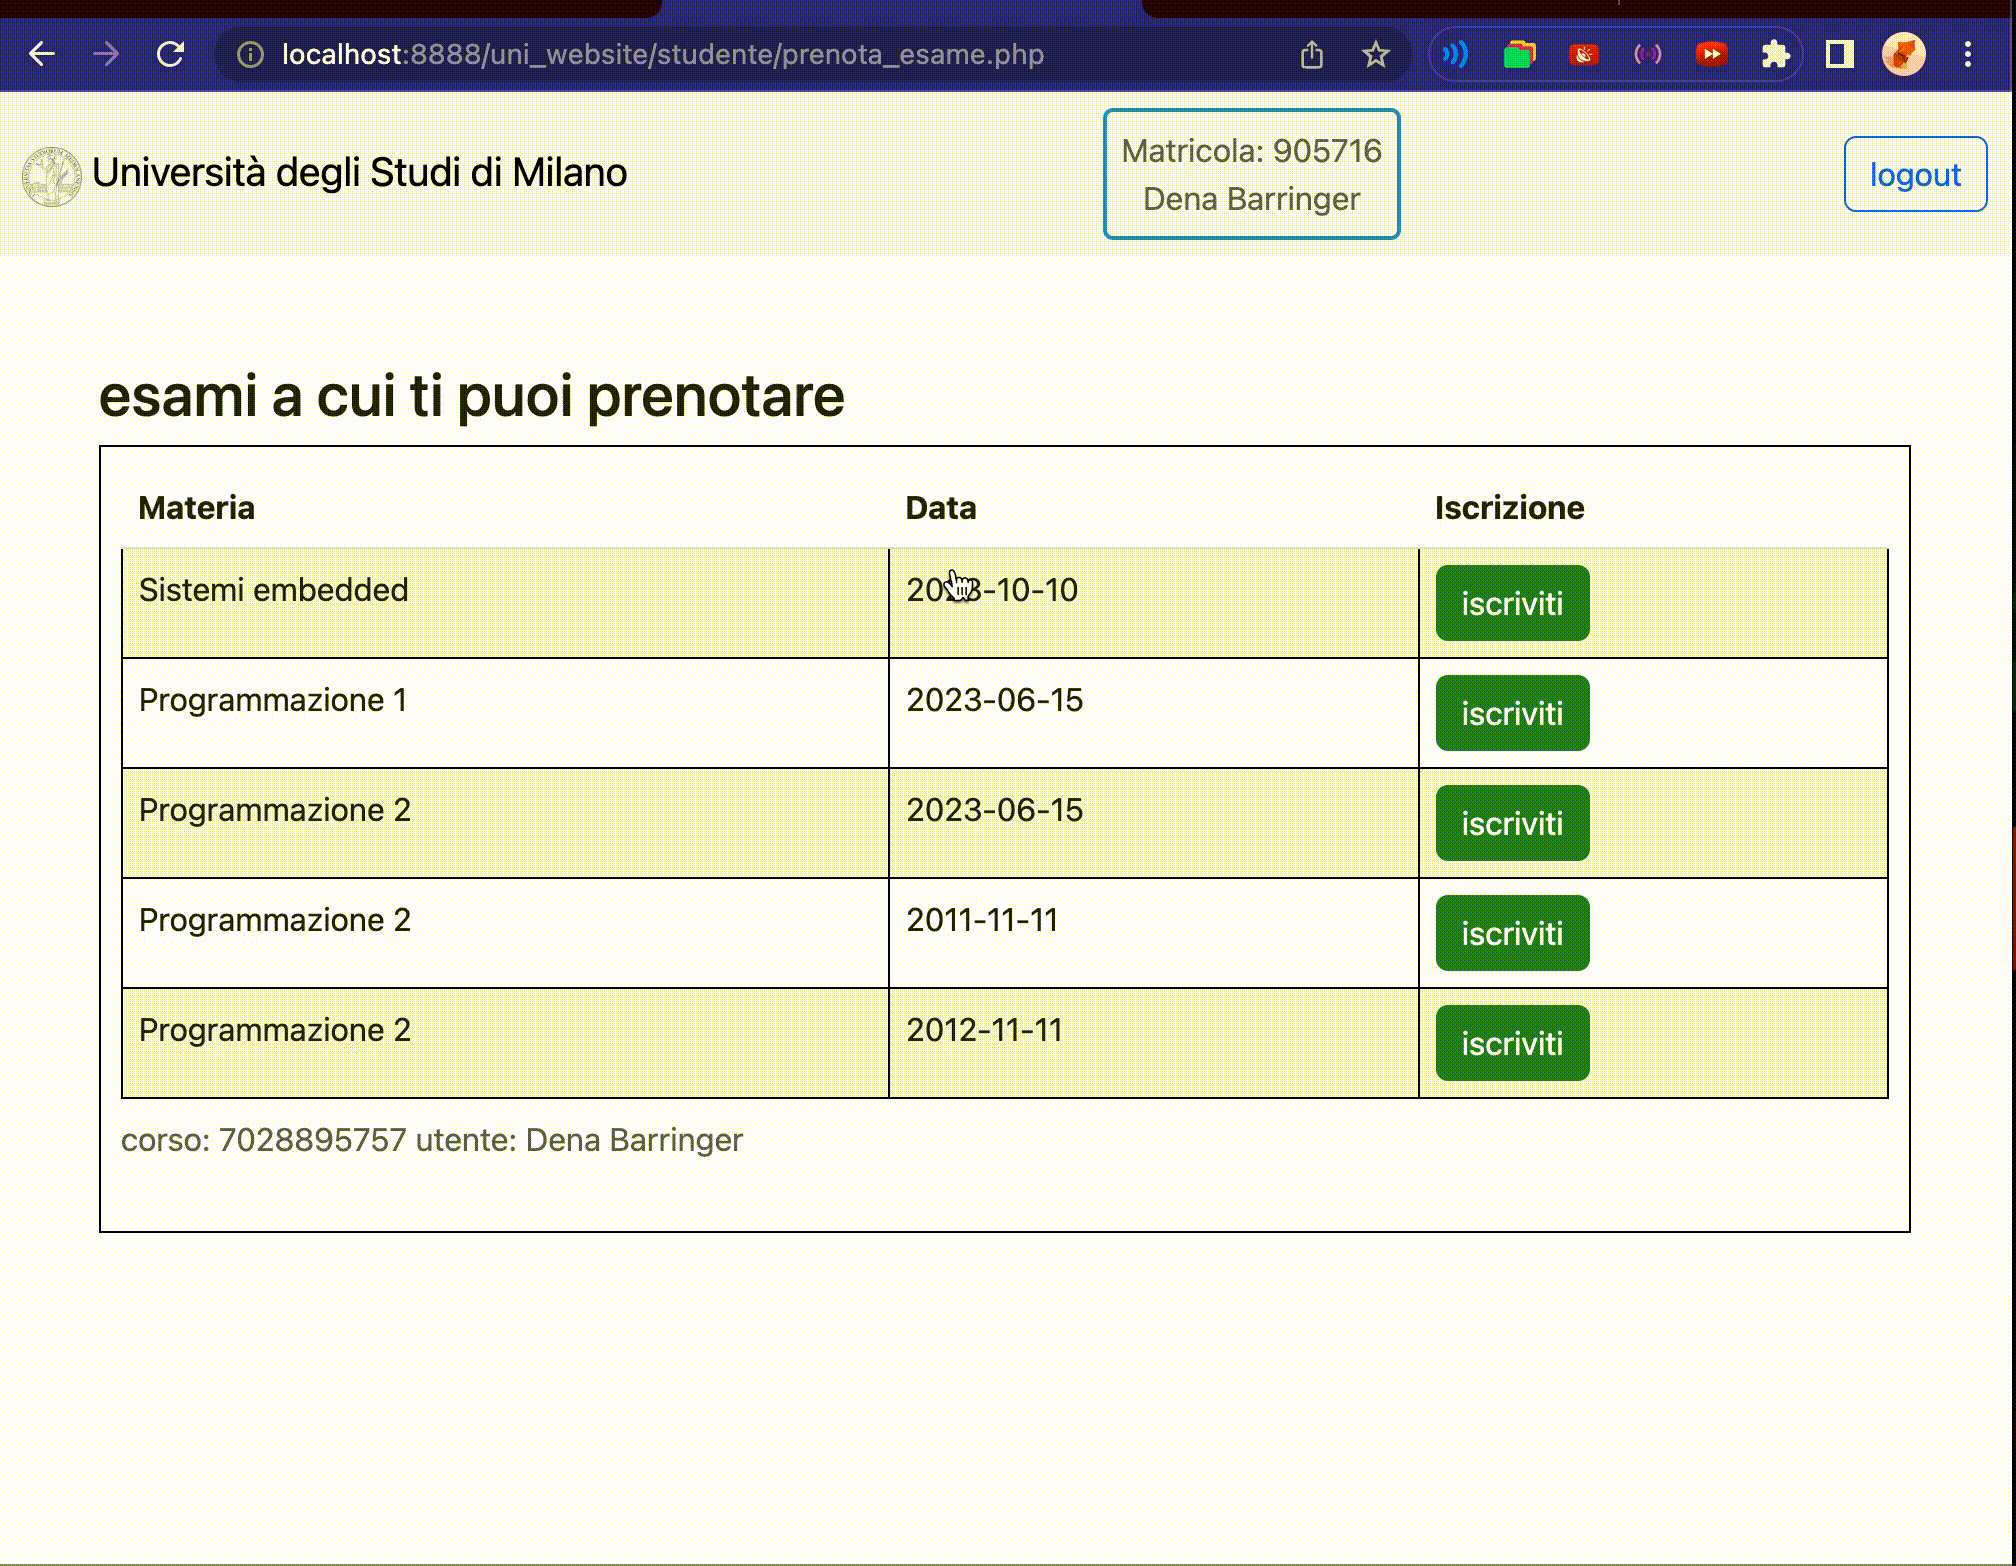 localhost:8888/uni_website/studente/prenota_esame.php
Università degli Studi di Milano
Matricola: 905716
Dena Barringer
logout
esami a cui ti puoi prenotare
Materia Data Iscrizione
Sistemi embedded 2023-10-10 iscriviti
Programmazione 1 2023-06-15 iscriviti
Programmazione 2 2023-06-15 iscriviti
Programmazione 2 2011-11-11 iscriviti
Programmazione 2 2012-11-11 iscriviti
corso: 7028895757 utente: Dena Barringer